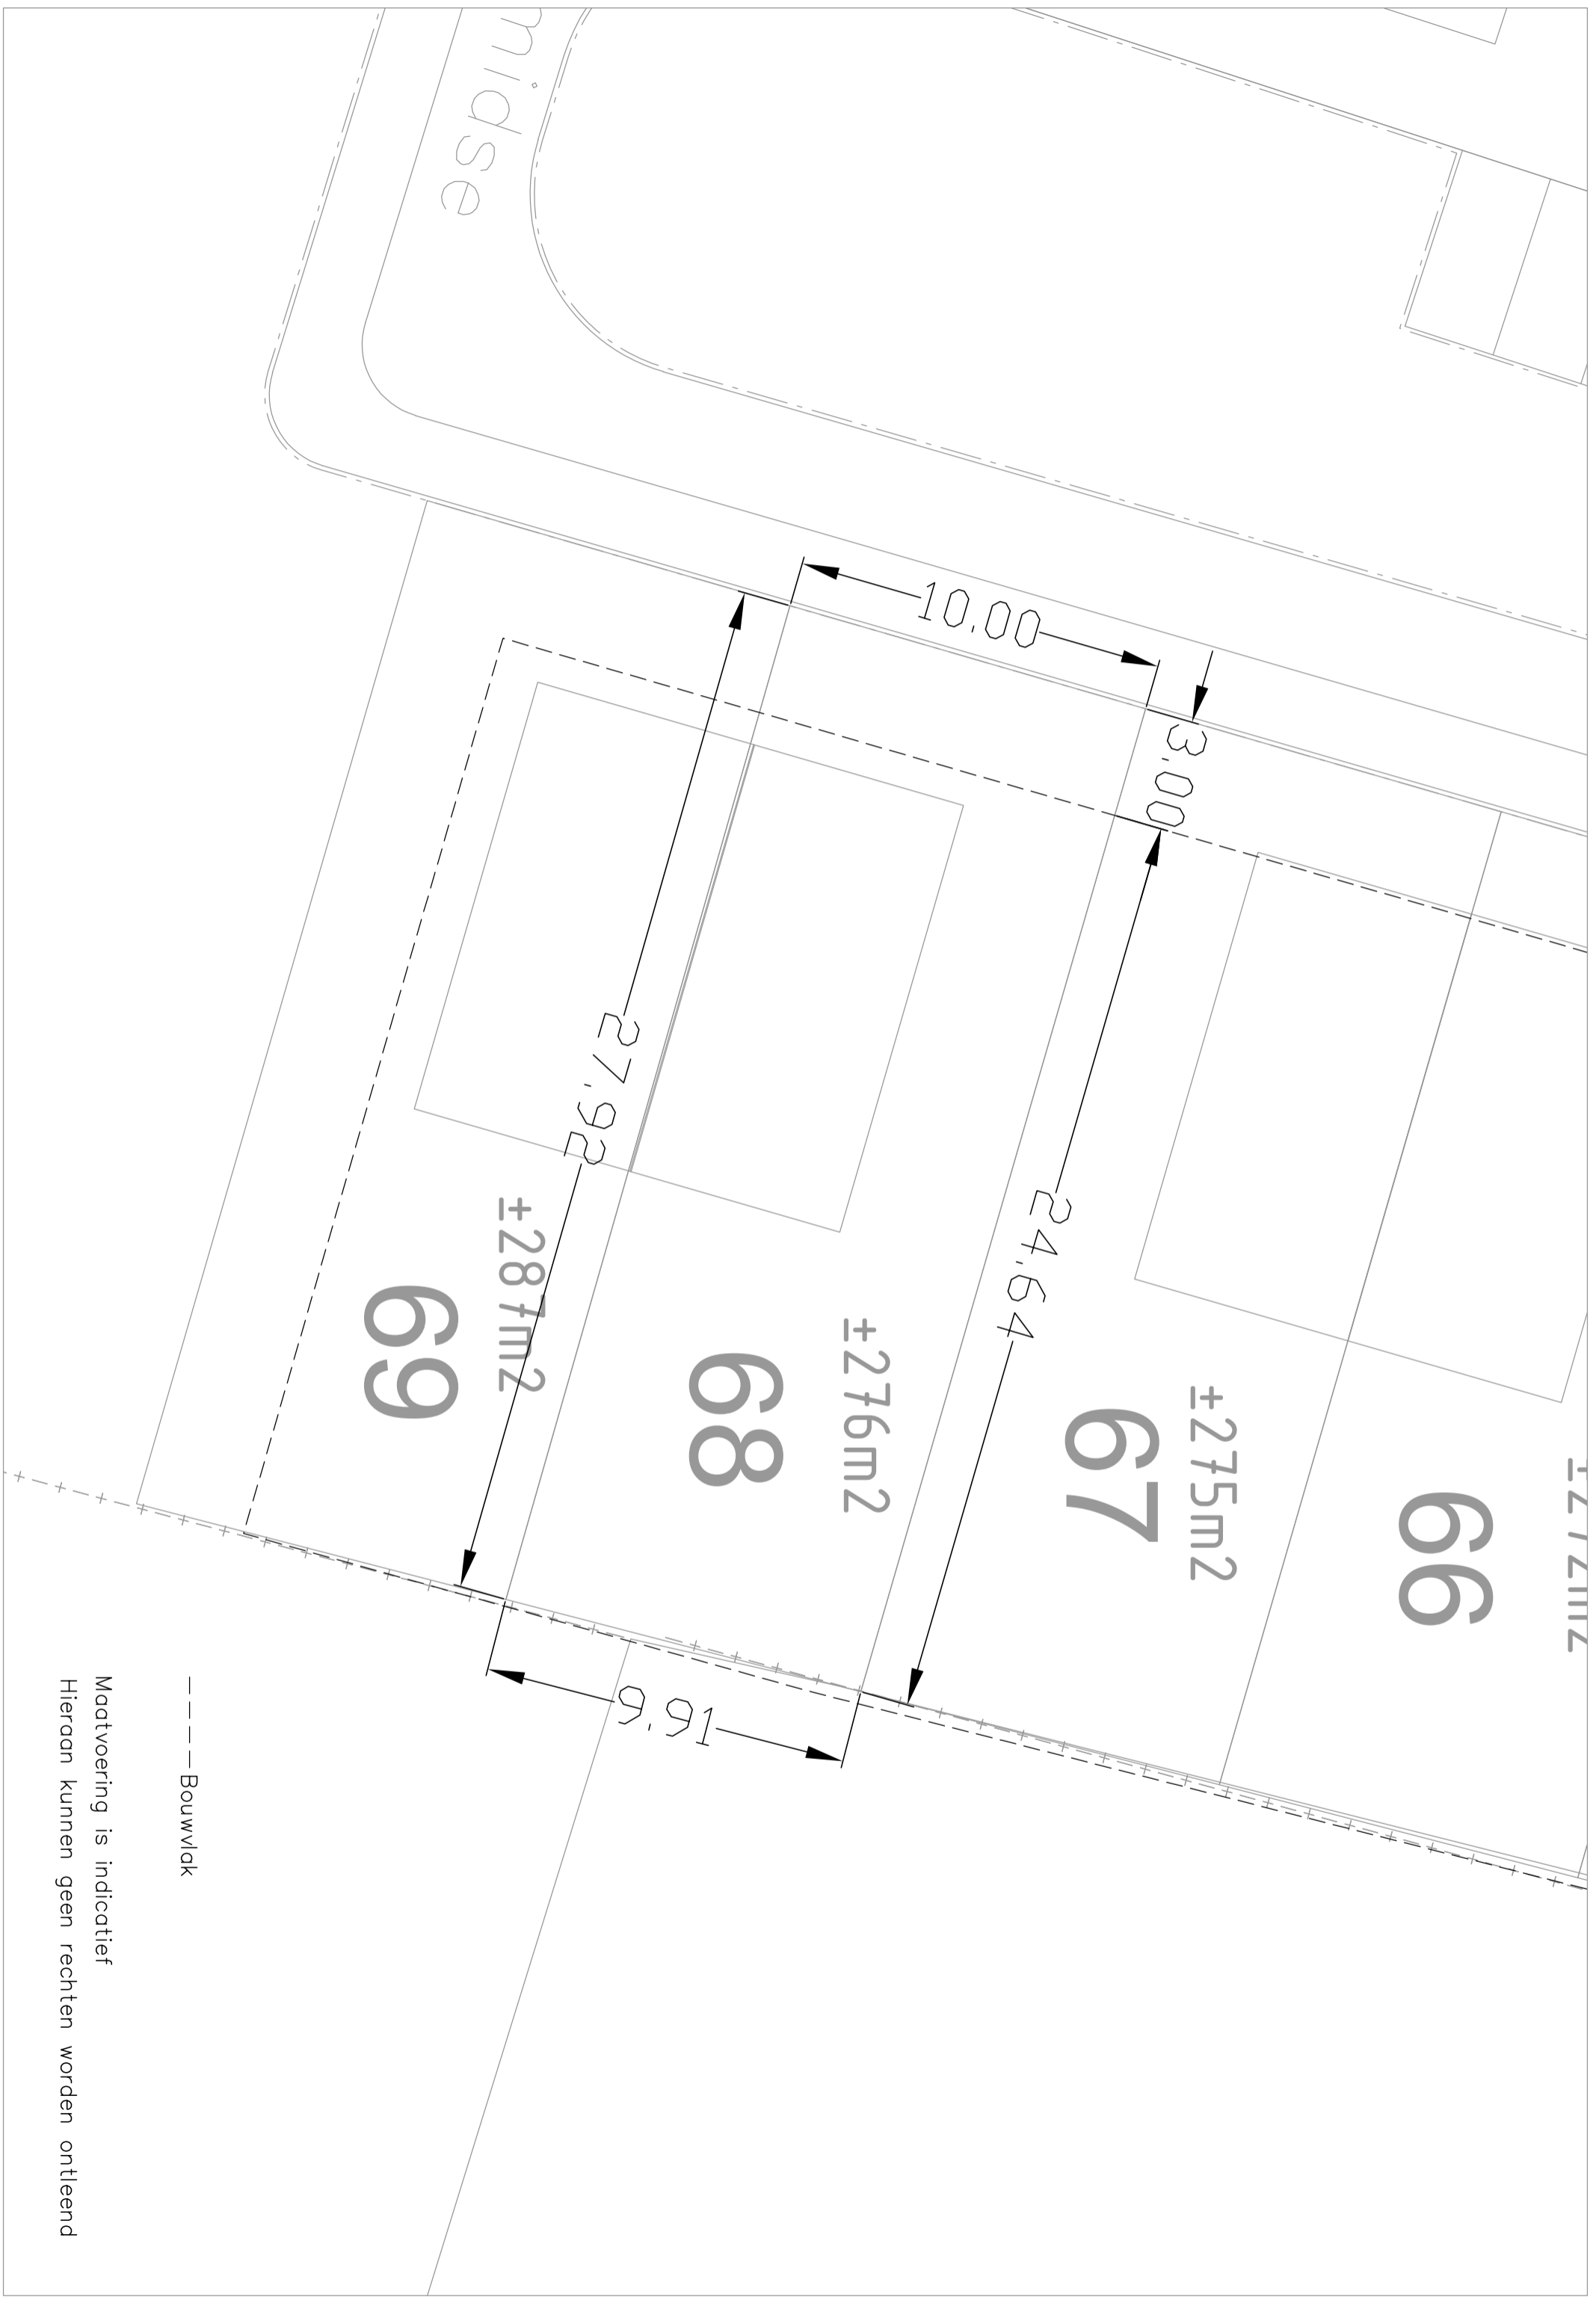 midse
10,00
3,00
27,92
24,64
9,91
±287m2
69
±276m2
68
±275m2
67
±272m2
66
Bouwvlak
Maatvoering is indicatief
Hieraan kunnen geen rechten worden ontleend